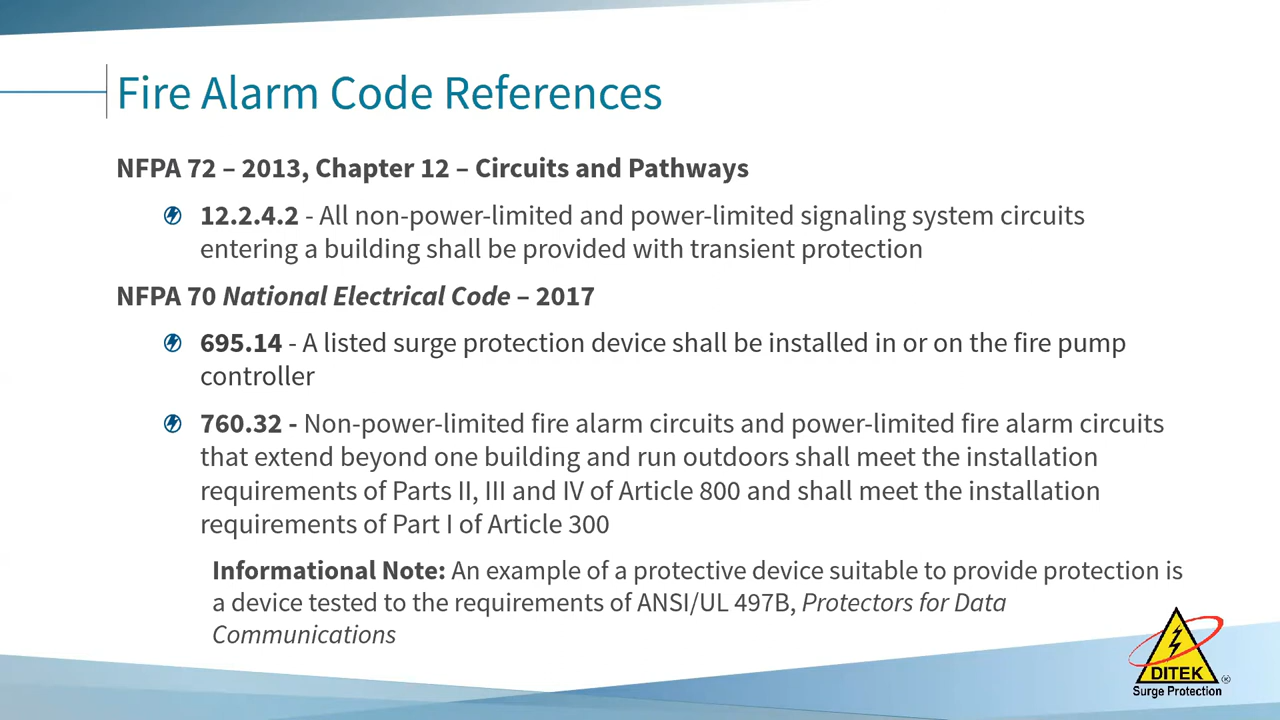 Fire Alarm Code References
NFPA 72 – 2013, Chapter 12 – Circuits and Pathways
12.2.4.2 - All non-power-limited and power-limited signaling system circuits
entering a building shall be provided with transient protection
NFPA 70 National Electrical Code – 2017
695.14 - A listed surge protection device shall be installed in or on the fire pump
controller
760.32 - Non-power-limited fire alarm circuits and power-limited fire alarm circuits
that extend beyond one building and run outdoors shall meet the installation
requirements of Parts II, III and IV of Article 800 and shall meet the installation
requirements of Part I of Article 300
Informational Note: An example of a protective device suitable to provide protection is
a device tested to the requirements of ANSI/UL 497B, Protectors for Data
Communications
DITEK ®
Surge Protection